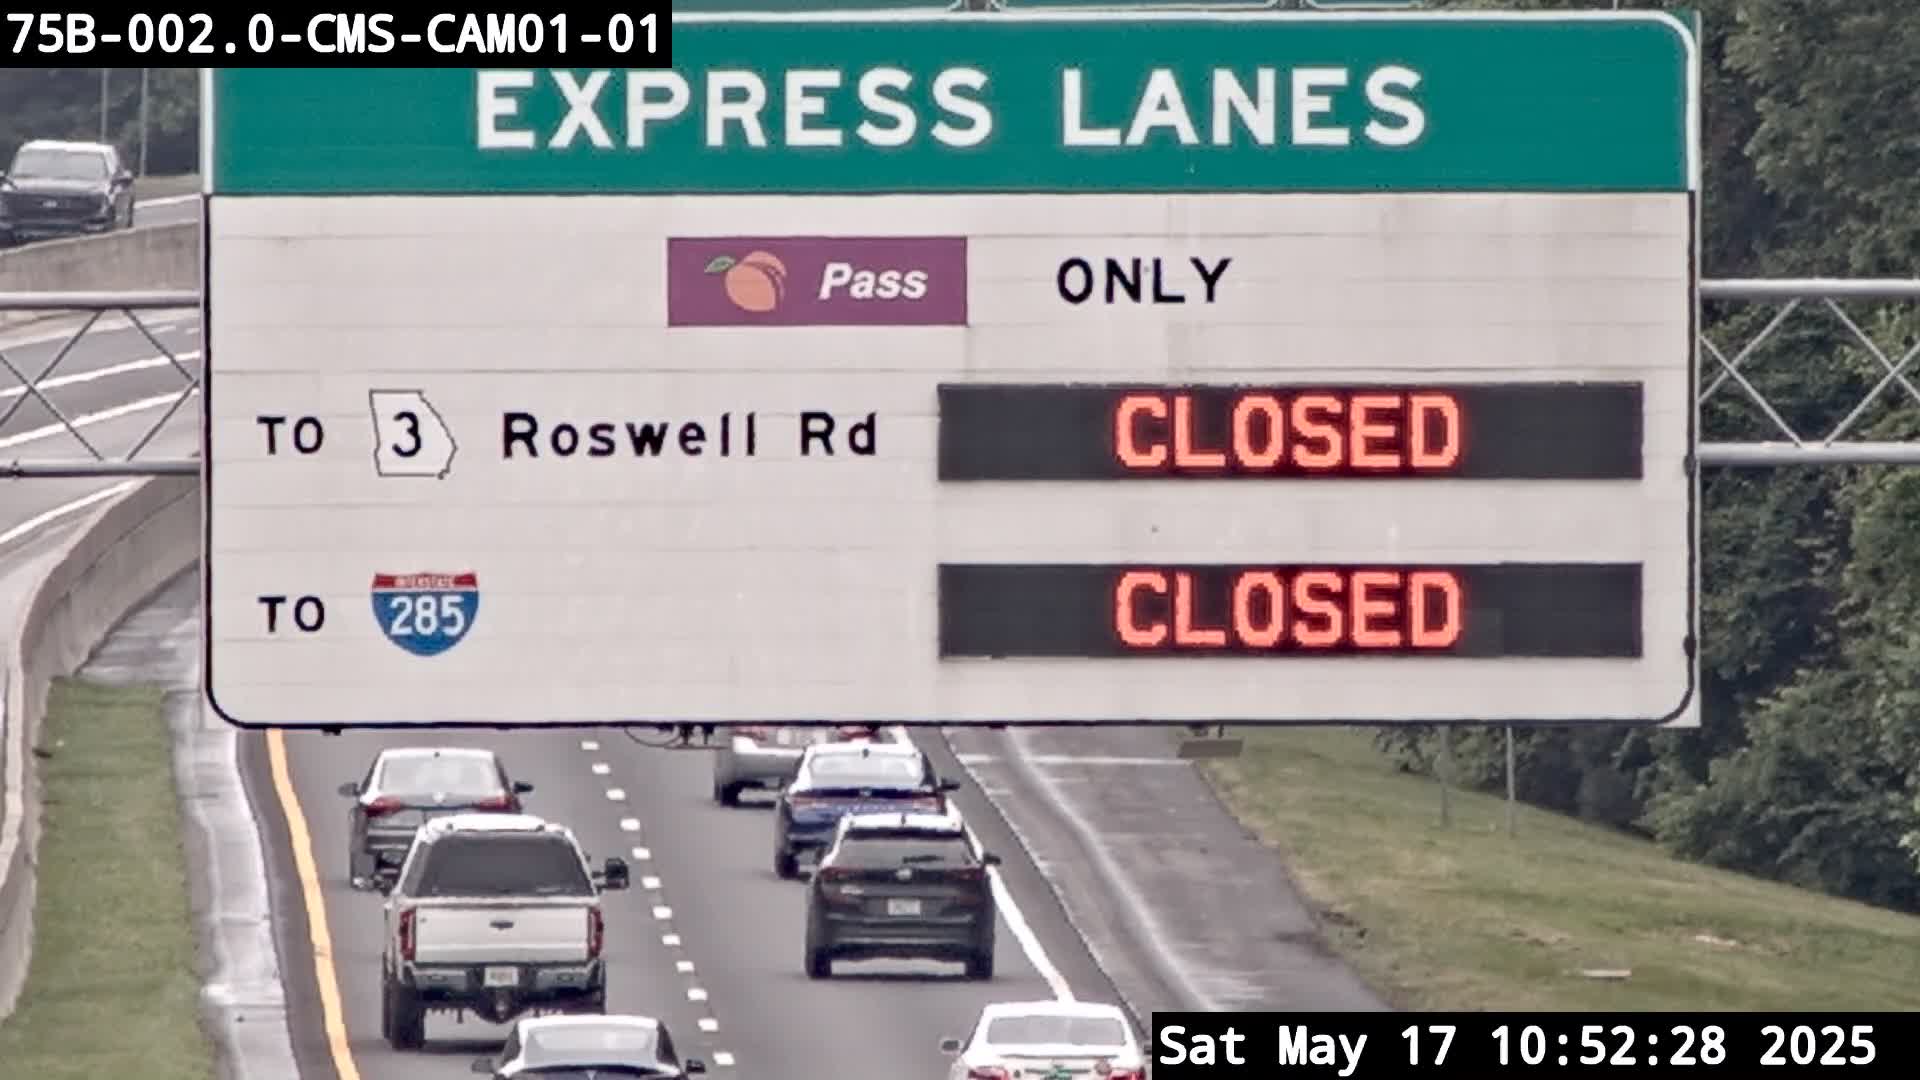 75B-002.0-CMS-CAM01-01
EXPRESS LANES
Pass ONLY
TO 3 Roswell Rd CLOSED
TO INTERSTATE 285 CLOSED
Sat May 17 10:52:28 2025